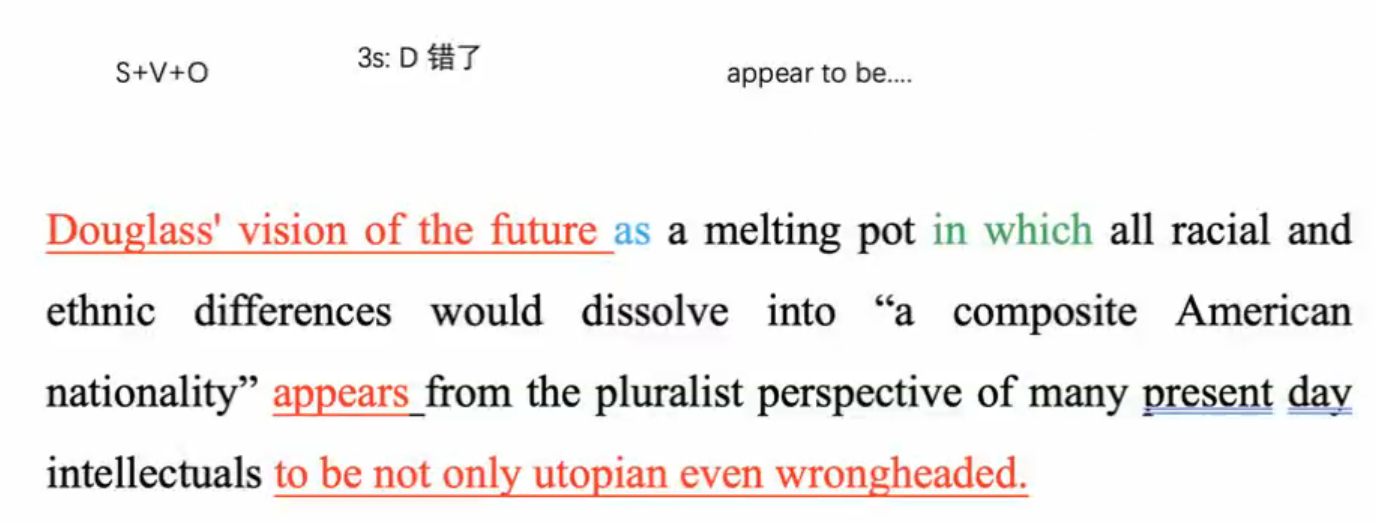 S+V+O
3s: D 错了
appear to be....
Douglass' vision of the future as a melting pot in which all racial and
ethnic differences would dissolve into “a composite American
nationality” appears from the pluralist perspective of many present day
intellectuals to be not only utopian even wrongheaded.